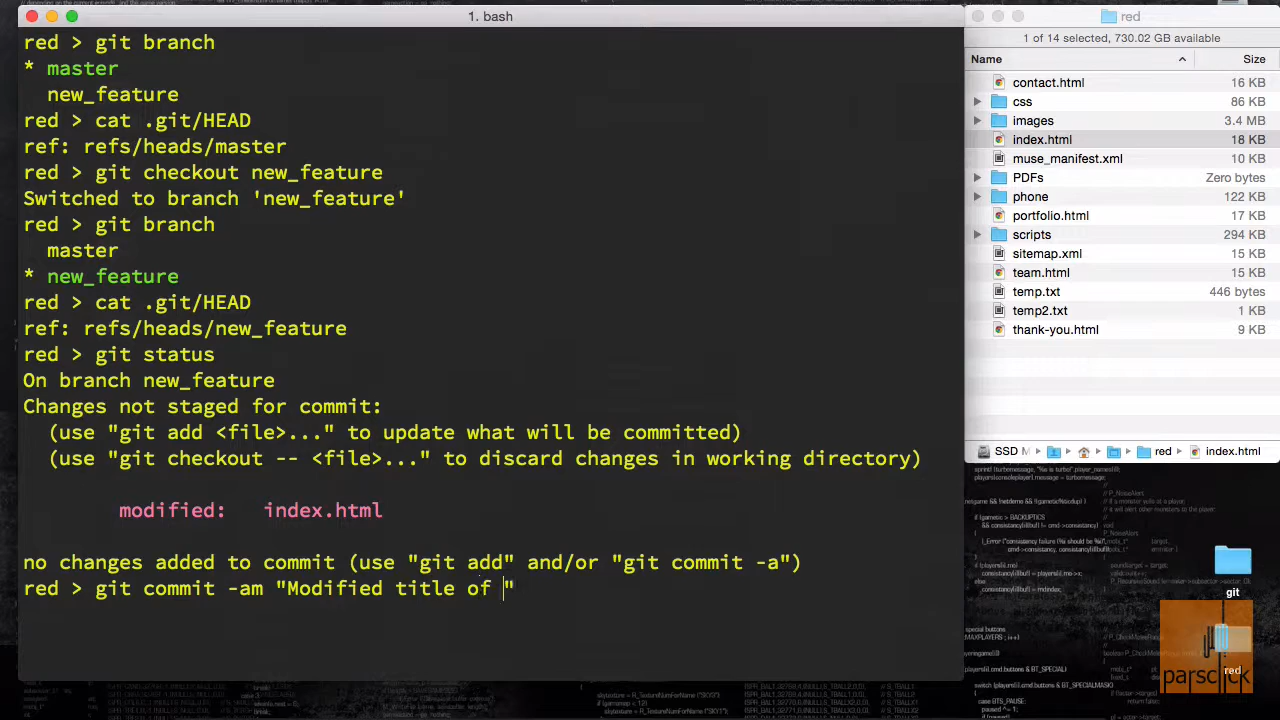 1. bash
red > git branch
* master
new_feature
red > cat .git/HEAD
ref: refs/heads/master
red > git checkout new_feature
Switched to branch 'new_feature'
red > git branch
master
* new_feature
red > cat .git/HEAD
ref: refs/heads/new_feature
red > git status
On branch new_feature
Changes not staged for commit:
(use "git add <file>..." to update what will be committed)
(use "git checkout -- <file>..." to discard changes in working directory)
modified: index.html
no changes added to commit (use "git add" and/or "git commit -a")
red > git commit -am "Modified title of "
red
1 of 14 selected, 730.02 GB available
Name Size
contact.html 16 KB
css 86 KB
images 3.4 MB
index.html 18 KB
muse_manifest.xml 10 KB
PDFs Zero bytes
phone 122 KB
portfolio.html 17 KB
scripts 294 KB
sitemap.xml 15 KB
team.html 15 KB
temp.txt 446 bytes
temp2.txt 1 KB
thank-you.html 9 KB
SSD M red index.html
git
red
parsclick